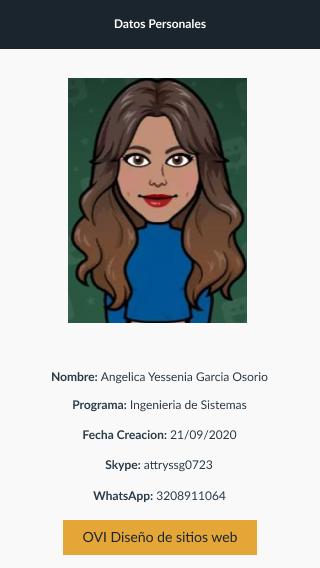 Datos Personales
Nombre: Angelica Yessenia Garcia Osorio
Programa: Ingenieria de Sistemas
Fecha Creacion: 21/09/2020
Skype: attryssg0723
WhatsApp: 3208911064
OVI Diseño de sitios web